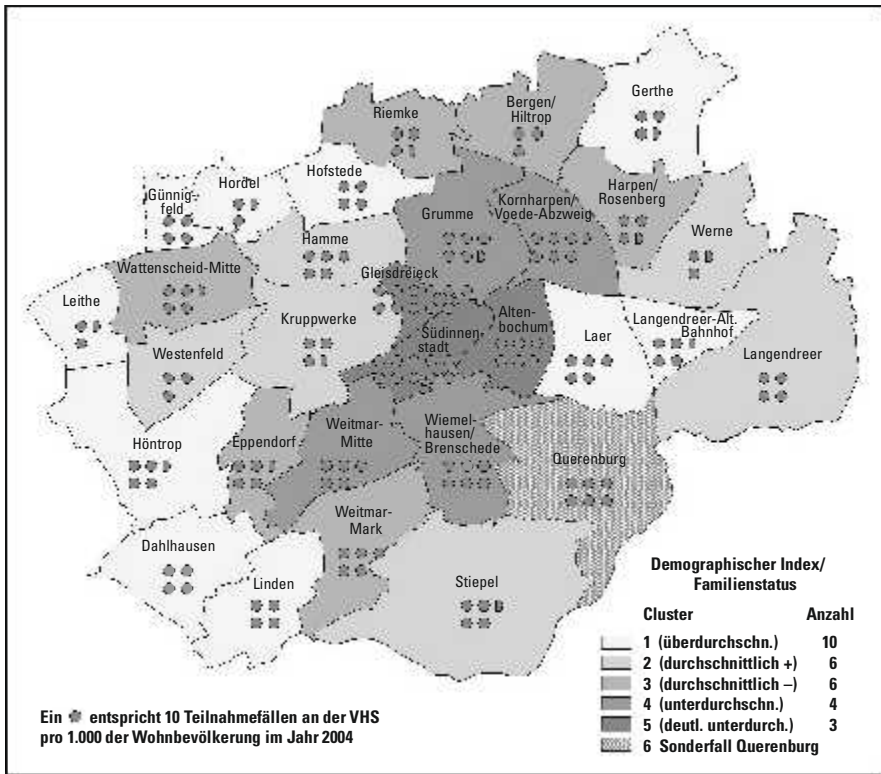 Gerthe
Bergen/
Hiltrop
Riemke
Hofstede
Hordel
Günnig-
feld
Harpen/
Rosenberg
Kornharpen/
Voede-Abzweig
Grumme
Werne
Hamme
Wattenscheid-Mitte
Gleisdreieck
Leithe
Kruppwerke
Südinnen-
stadt
Alten-
bochum
Laer
Langendreer-Alt.
Bahnhof
Langendreer
Westenfeld
Höntrop
Eppendorf
Weitmar-
Mitte
Wiemel-
hausen/
Brenschede
Querenburg
Weitmar-
Mark
Dahlhausen
Linden
Stiepel
Demographischer Index/
Familienstatus
Cluster Anzahl
1 (überdurchschn.) 10
2 (durchschnittlich +) 6
3 (durchschnittlich –) 6
4 (unterdurchschn.) 4
5 (deutl. unterdurch.) 3
6 Sonderfall Querenburg
Ein entspricht 10 Teilnahmefällen an der VHS
pro 1.000 der Wohnbevölkerung im Jahr 2004